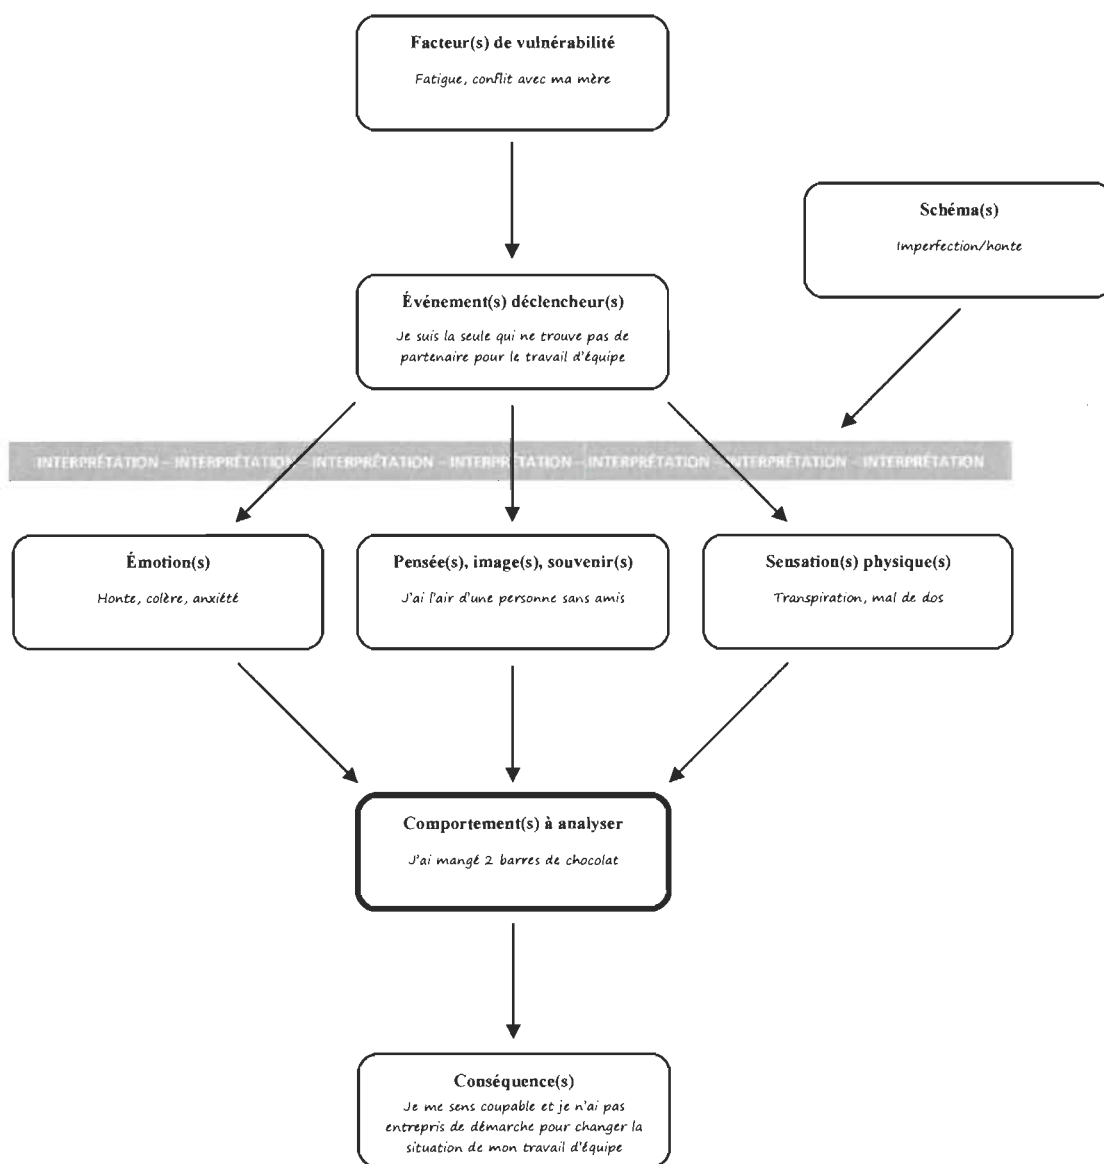 Facteur(s) de vulnérabilité
Fatigue, conflit avec ma mère
Schéma(s)
Imperfection/honte
Événement(s) déclencheur(s)
Je suis la seule qui ne trouve pas de
partenaire pour le travail d'équipe
INTERPRÉTATION – INTERPRÉTATION – INTERPRÉTATION – INTERPRÉTATION – INTERPRÉTATION – INTERPRÉTATION – INTERPRÉTATION
Émotion(s)
Honte, colère, anxiété
Pensée(s), image(s), souvenir(s)
J'ai l'air d'une personne sans amis
Sensation(s) physique(s)
Transpiration, mal de dos
Comportement(s) à analyser
J'ai mangé 2 barres de chocolat
Conséquence(s)
Je me sens coupable et je n'ai pas
entrepris de démarche pour changer la
situation de mon travail d'équipe